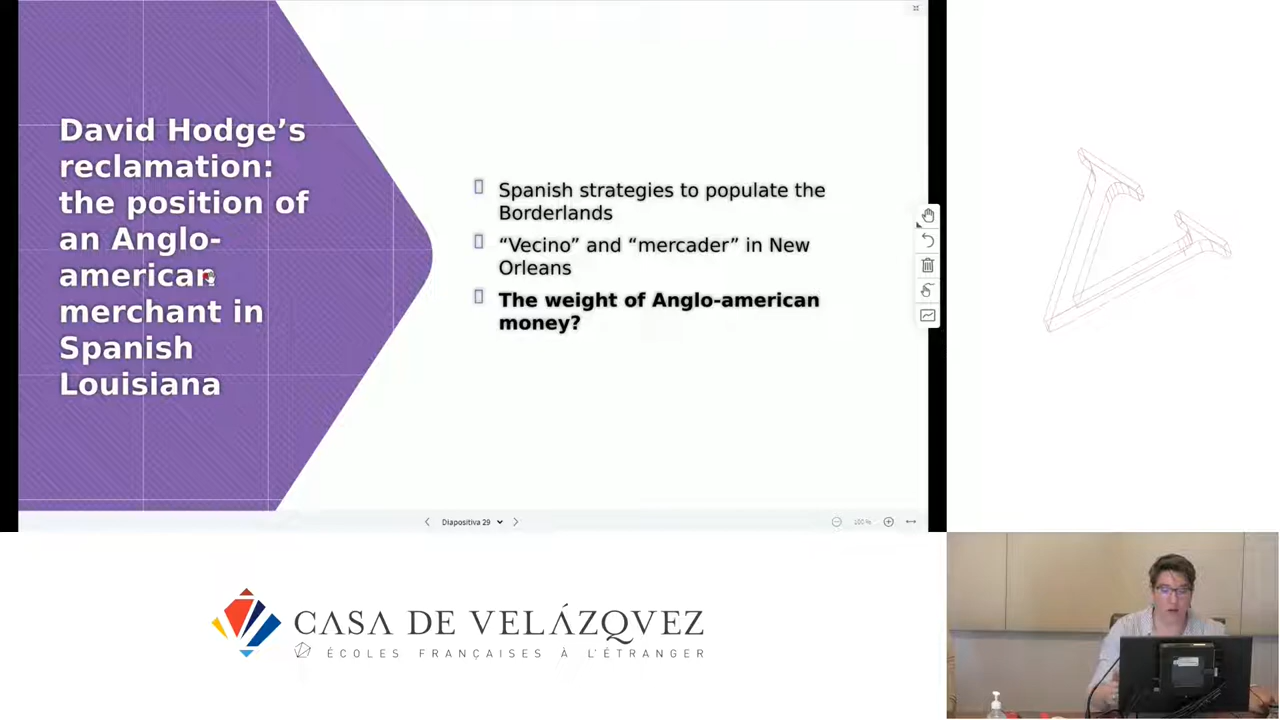 David Hodge’s
reclamation:
the position of
an Anglo-
american
merchant in
Spanish
Louisiana
Spanish strategies to populate the
Borderlands
“Vecino” and “mercader” in New
Orleans
The weight of Anglo-american
money?
Diapositiva 29
100 %
CASA DE VELÁZQVEZ
ÉCOLES FRANÇAISES À L'ÉTRANGER